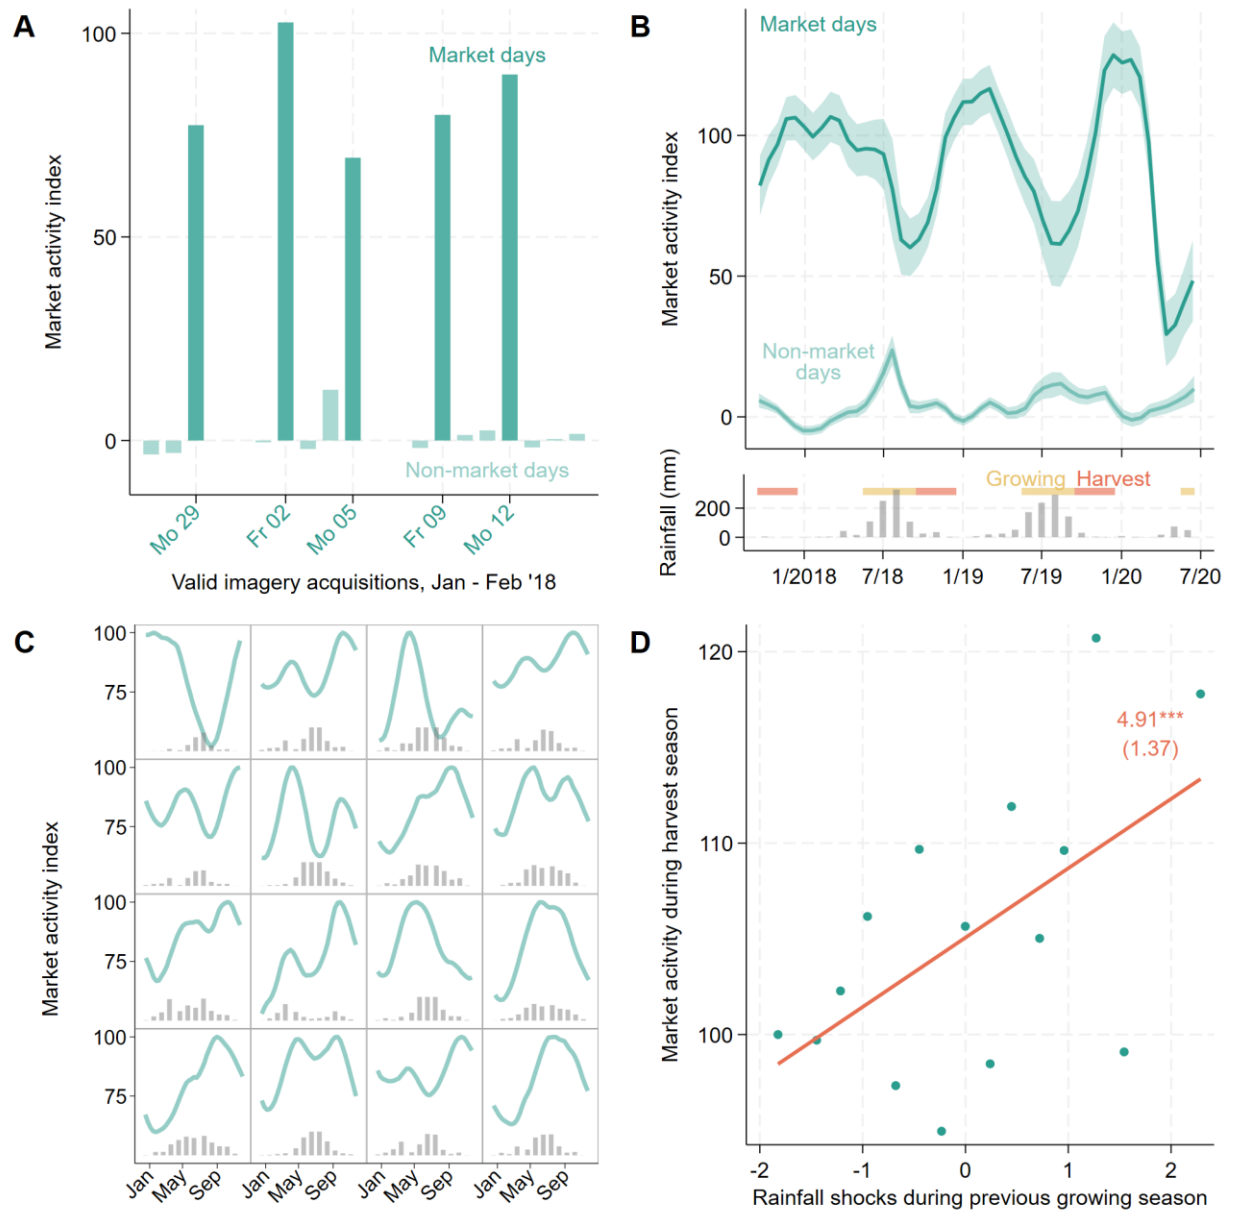 A
Market activity index
100
50
0
Market days
Non-market days
Mo 29
Fr 02
Mo 05
Fr 09
Mo 12
Valid imagery acquisitions, Jan - Feb '18
B
Market days
Market activity index
100
50
0
Non-market
days
Rainfall (mm)
Growing Harvest
200
0
1/2018 7/18 1/19 7/19 1/20 7/20
C
Market activity index
100
75
100
75
100
75
100
75
Jan May Sep Jan May Sep Jan May Sep Jan May Sep
D
Market acitvity during harvest season
120
110
100
4.91***
(1.37)
-2 -1 0 1 2
Rainfall shocks during previous growing season